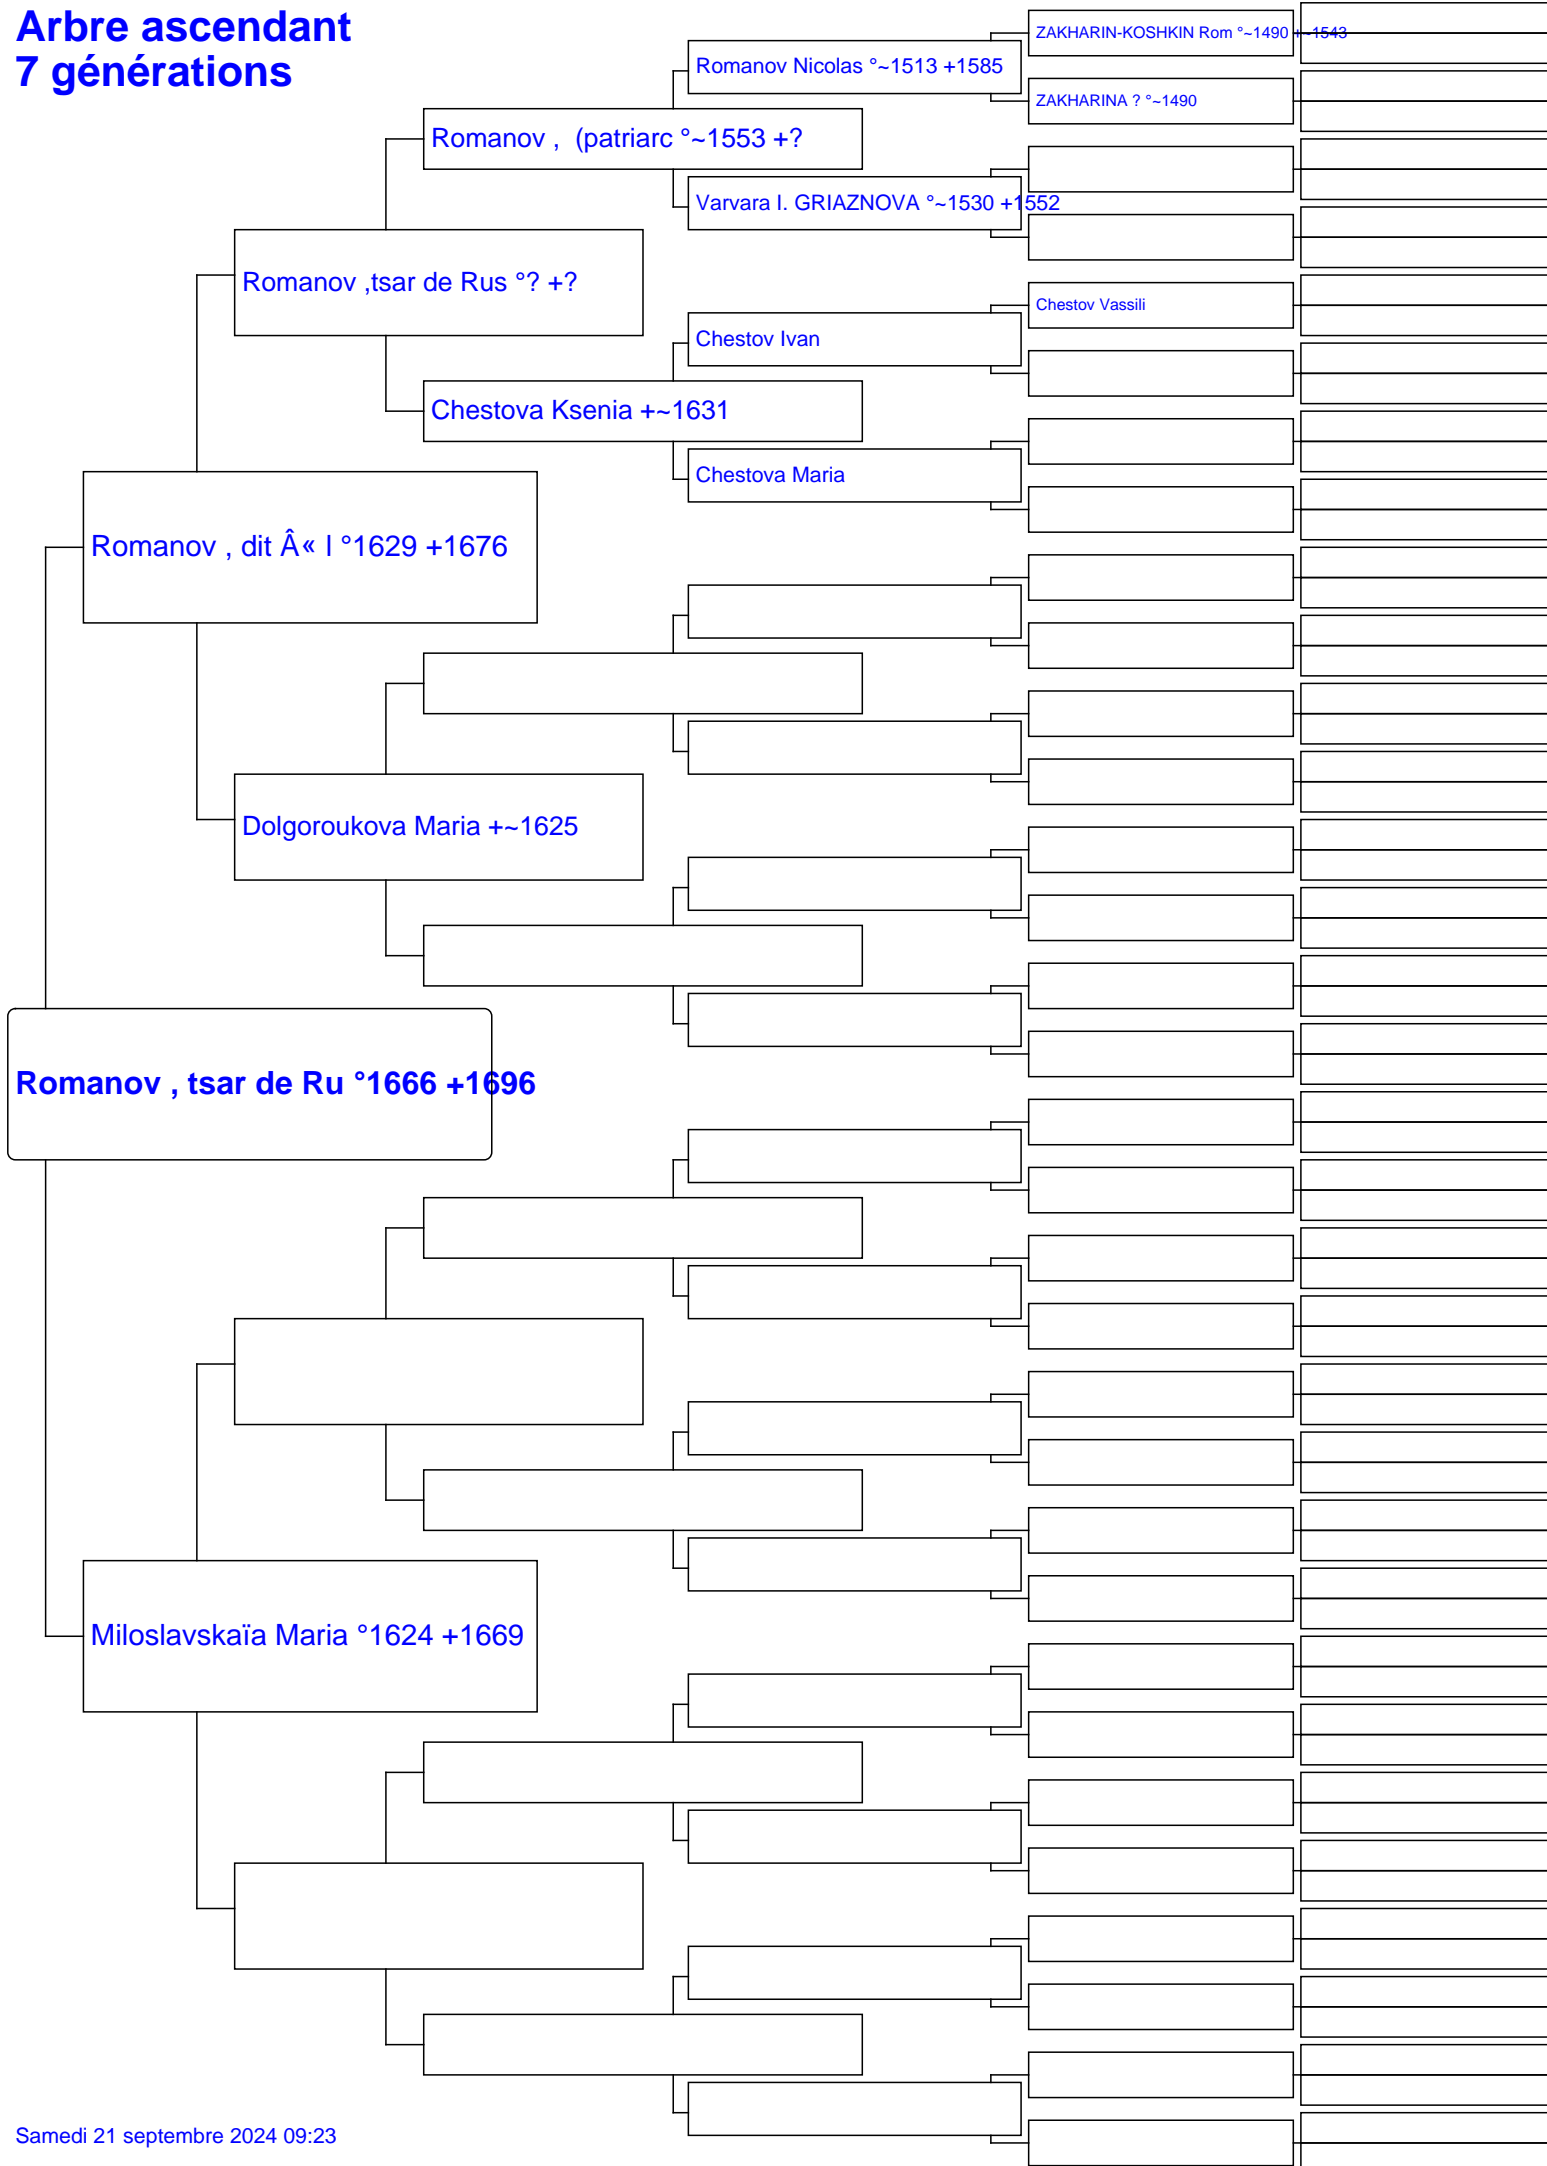 Arbre ascendant
7 générations
ZAKHARIN-KOSHKIN Rom °~1490 +~1543
Romanov Nicolas °~1513 +1585
ZAKHARINA ? °~1490
Romanov ,  (patriarc °~1553 +?
Varvara I. GRIAZNOVA °~1530 +1552
Romanov ,tsar de Rus °? +?
Chestov Vassili
Chestov Ivan
Chestova Ksenia +~1631
Chestova Maria
Romanov , dit Â« l °1629 +1676
Dolgoroukova Maria +~1625
Romanov , tsar de Ru °1666 +1696
Miloslavskaïa Maria °1624 +1669
Samedi 21 septembre 2024 09:23